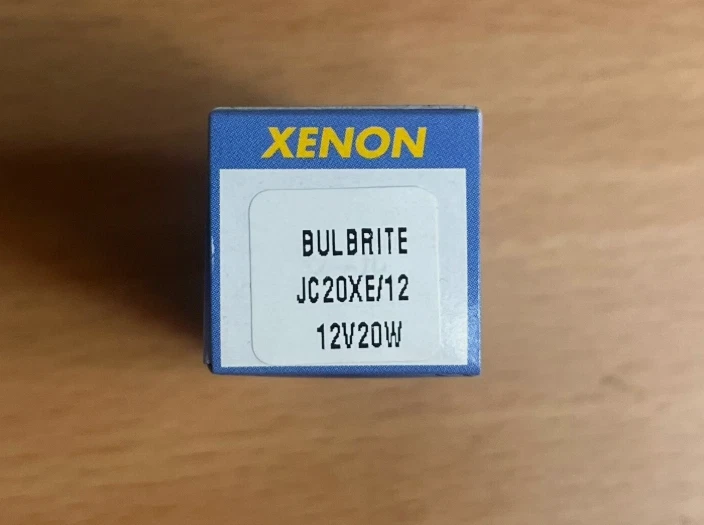 XENON
BULBRITE
JC20XE/12
12V20W